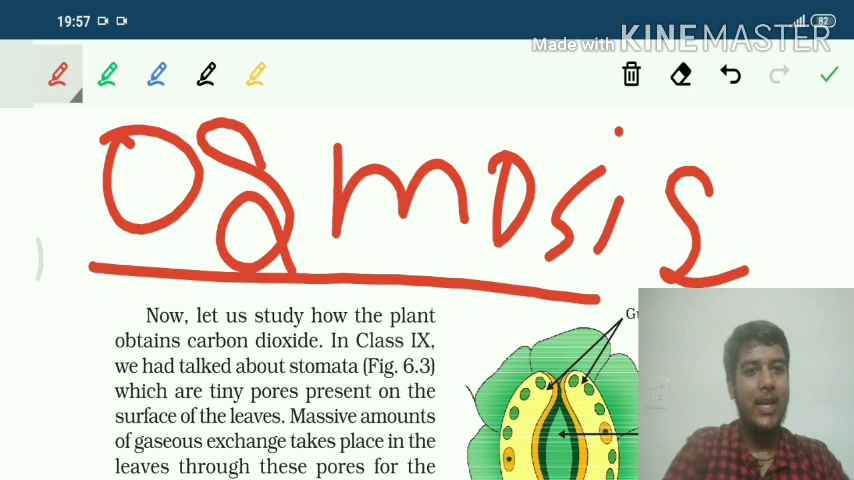 19:57 82
Made with KINEMASTER
Osmosis
Now, let us study how the plant
obtains carbon dioxide. In Class IX,
we had talked about stomata (Fig. 6.3)
which are tiny pores present on the
surface of the leaves. Massive amounts
of gaseous exchange takes place in the
leaves through these pores for the